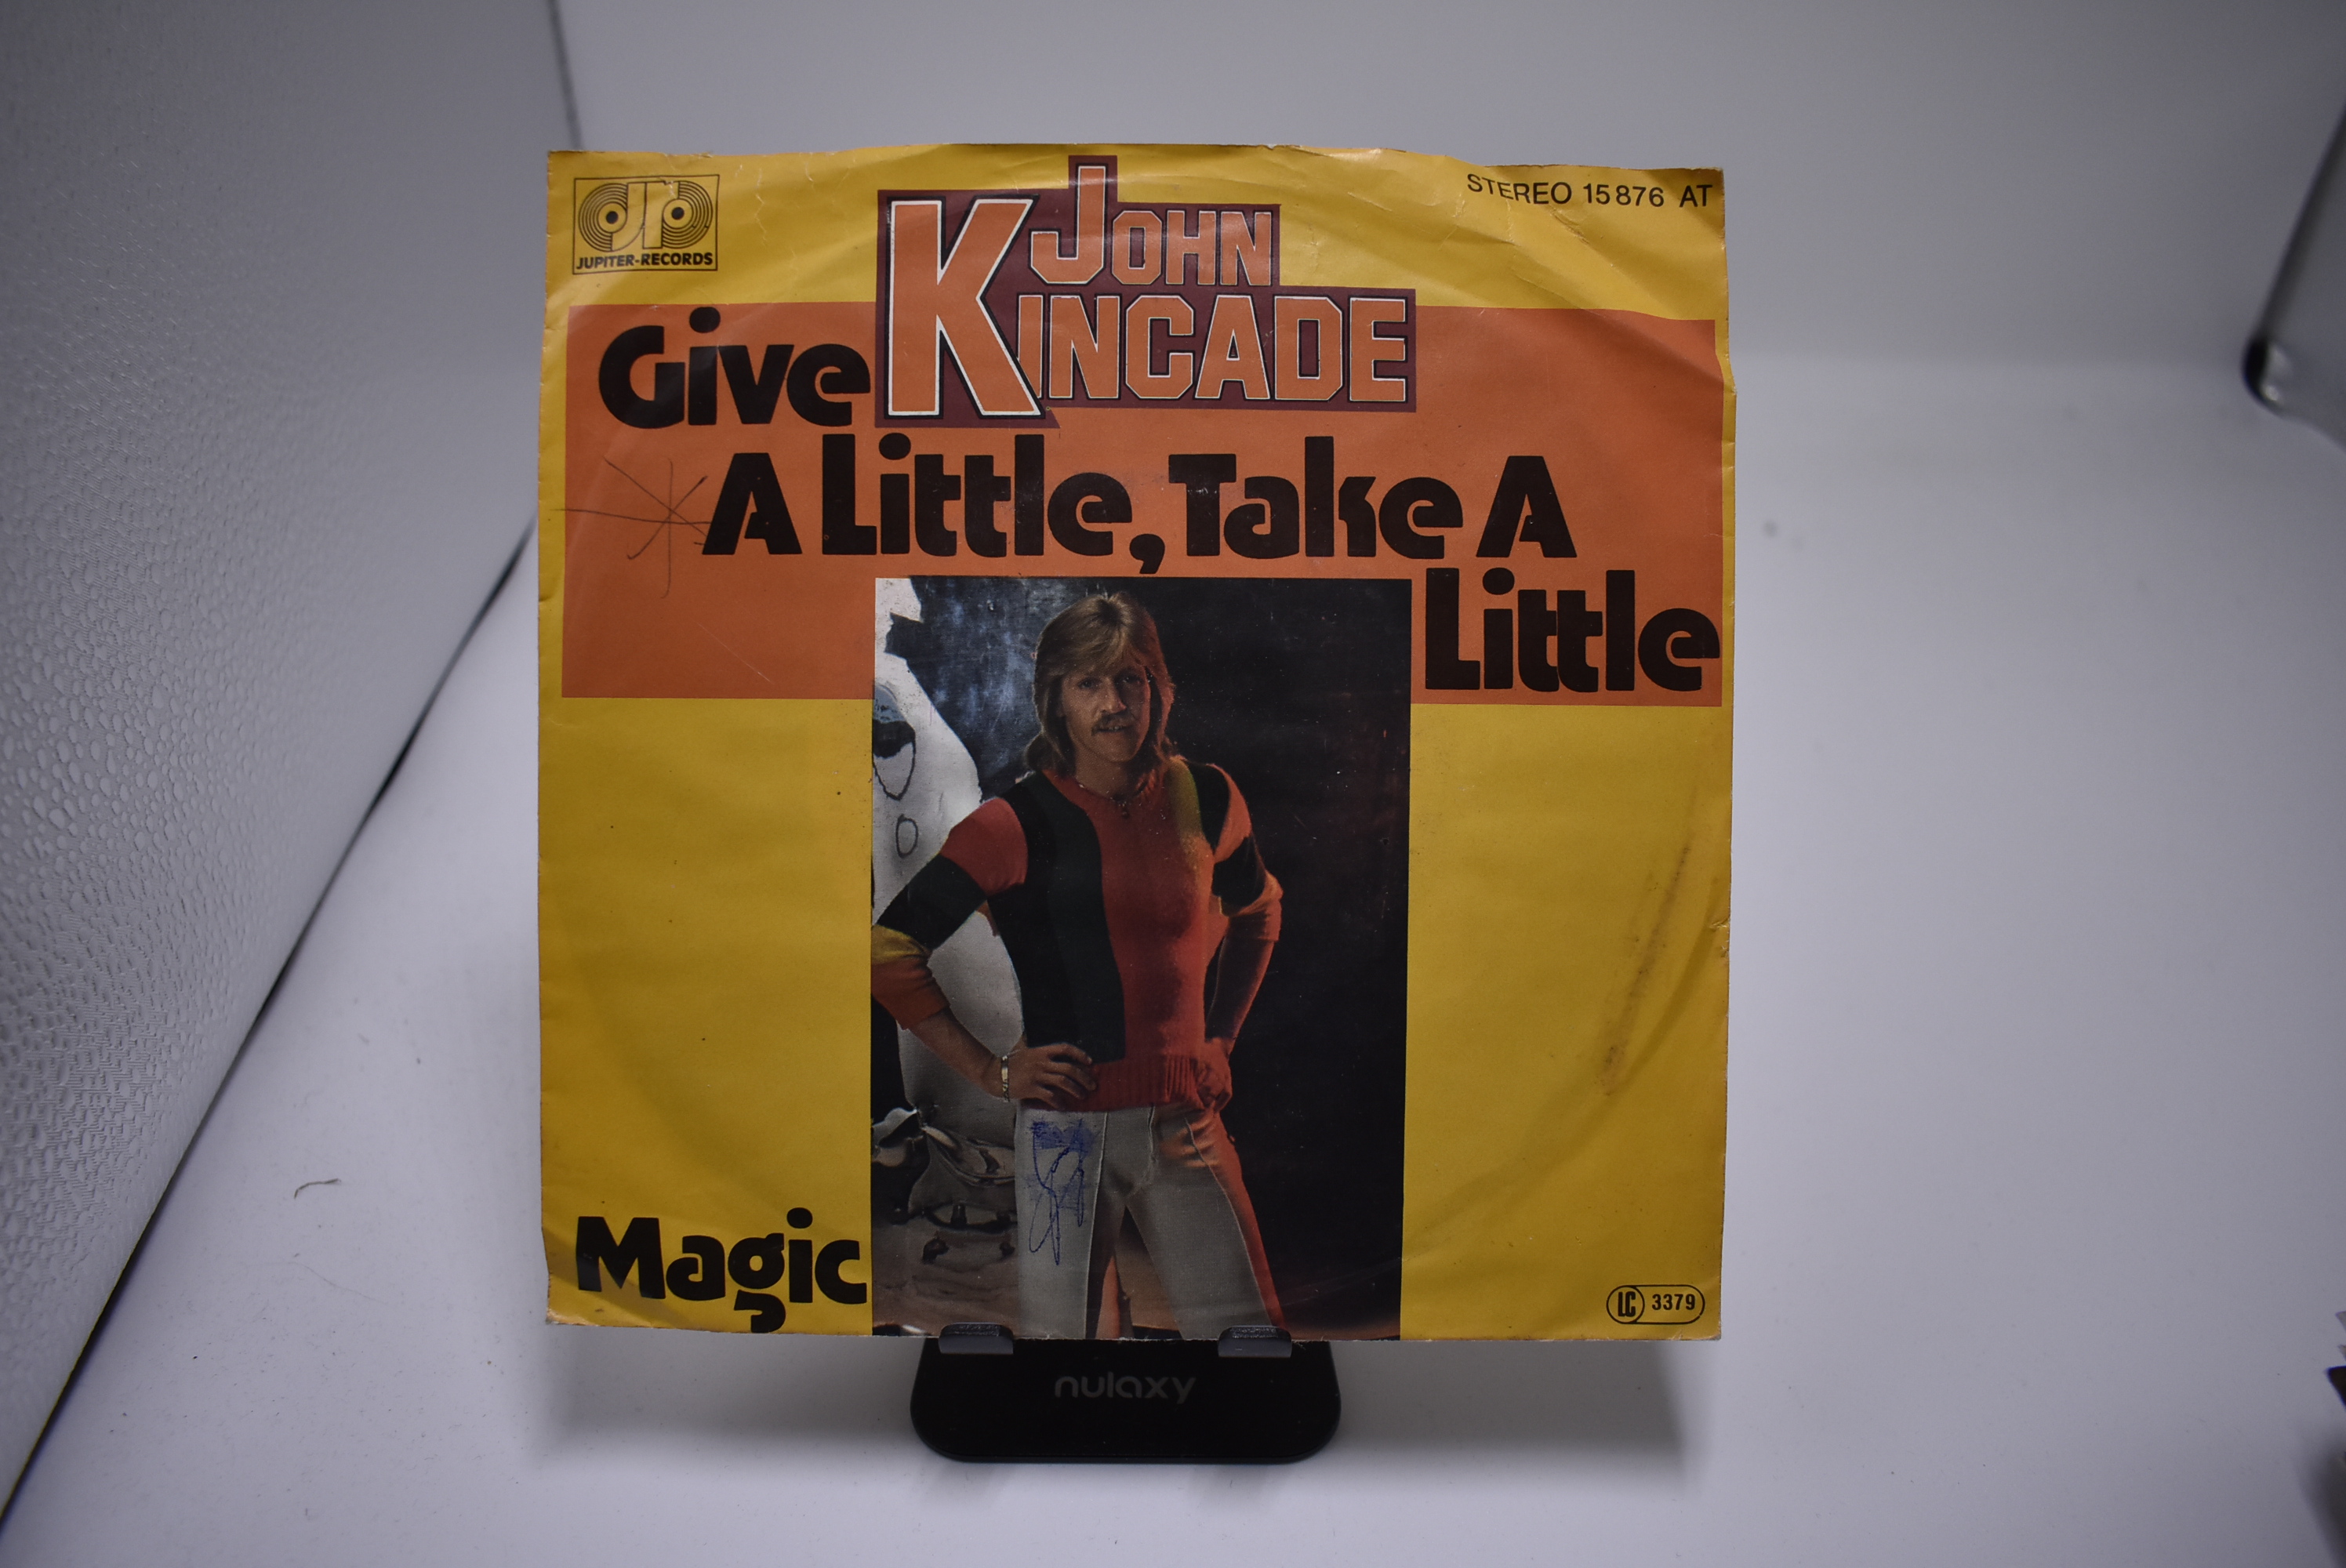 JUPITER-RECORDS
STEREO 15876 AT
JOHN
KINCADE
Give
A Little, Take A
Little
Magic
LC 3379
nulaxy